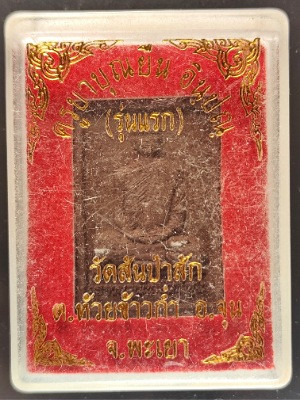 ครูบาบุญยืน
(รุ่นแรก)
วัดสันป่าสัก
ต.ห้วยข้าวก่ำ อ.จุน
จ.พะเยา